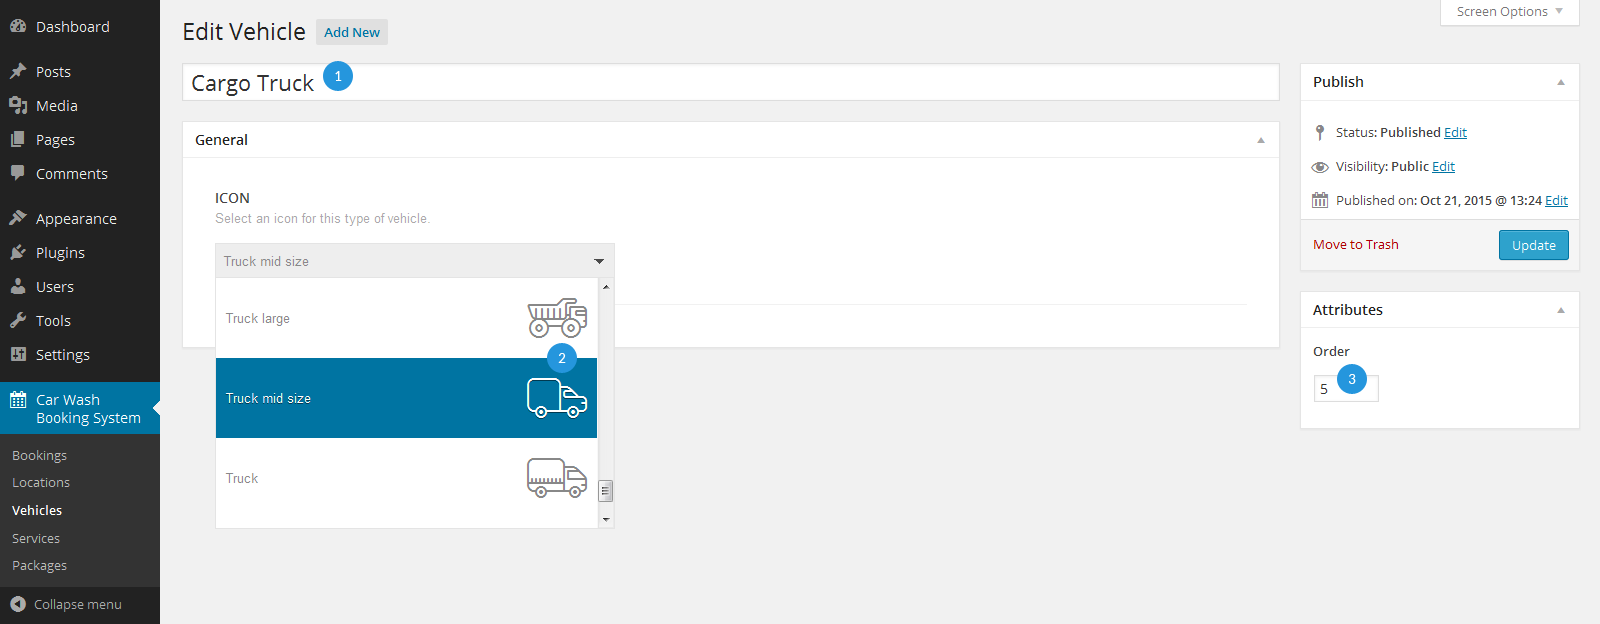 Dashboard
Posts
Media
Pages
Comments
Appearance
Plugins
Users
Tools
Settings
Car Wash
Booking System
Bookings
Locations
Vehicles
Services
Packages
Collapse menu
Screen Options
Edit Vehicle Add New
Cargo Truck 1
General
ICON
Select an icon for this type of vehicle.
Truck mid size
Truck large
2
Truck mid size
Truck
Publish
Status: Published Edit
Visibility: Public Edit
Published on: Oct 21, 2015 @ 13:24 Edit
Move to Trash Update
Attributes
Order
5 3